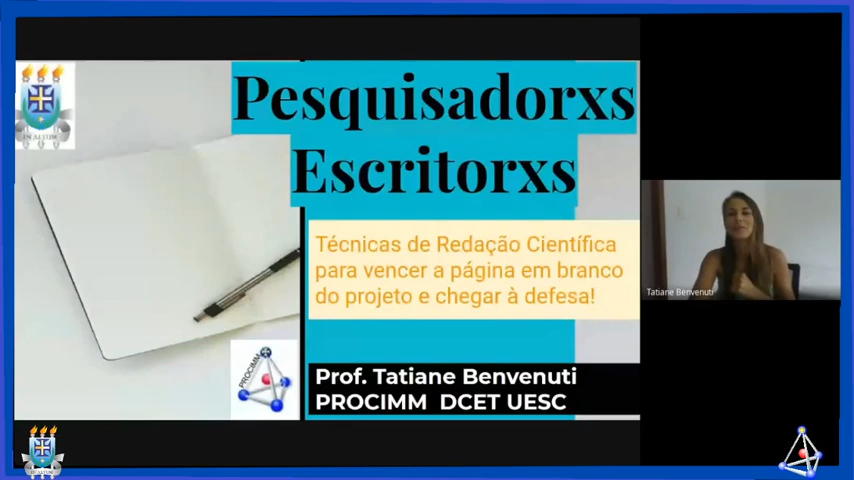 Pesquisadorxs
Escritorxs
Técnicas de Redação Científica
para vencer a página em branco
do projeto e chegar à defesa!
PROCIMM
Prof. Tatiane Benvenuti
PROCIMM DCET UESC
Tatiane Benvenuti